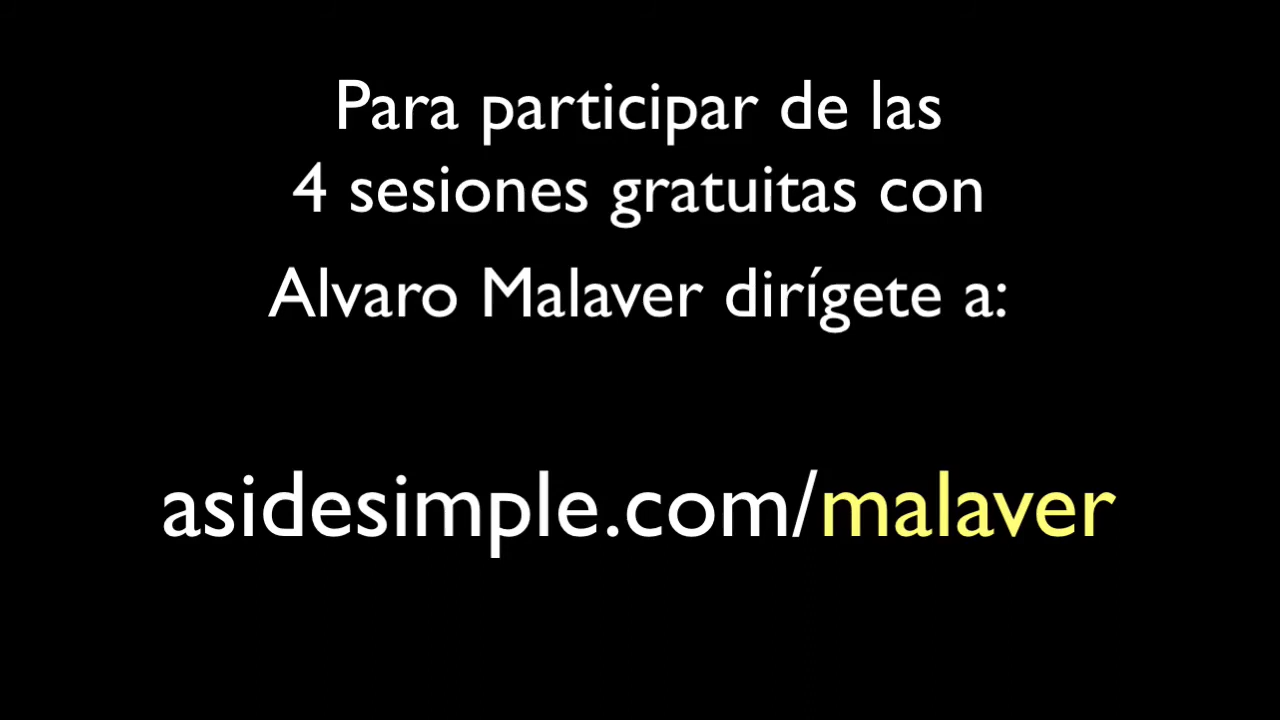 Para participar de las
4 sesiones gratuitas con
Alvaro Malaver dirígete a:
asidesimple.com/malaver